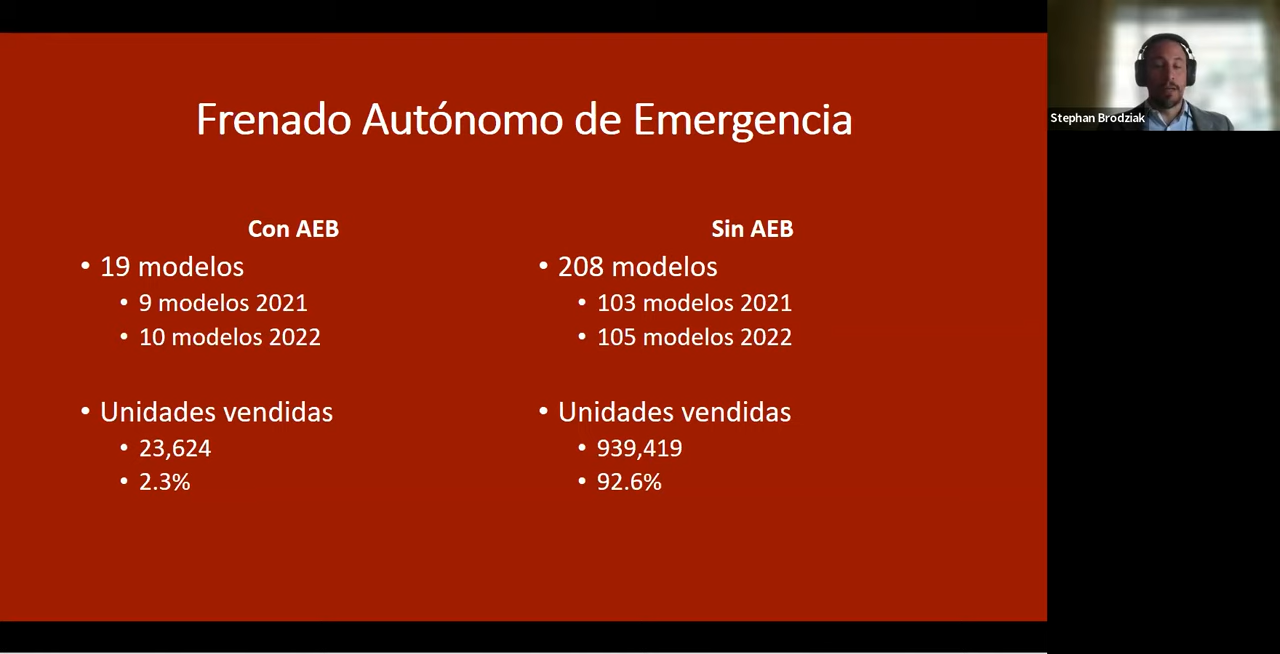 Frenado Autónomo de Emergencia
Con AEB
• 19 modelos
• 9 modelos 2021
• 10 modelos 2022
• Unidades vendidas
• 23,624
• 2.3%
Sin AEB
• 208 modelos
• 103 modelos 2021
• 105 modelos 2022
• Unidades vendidas
• 939,419
• 92.6%
Stephan Brodziak